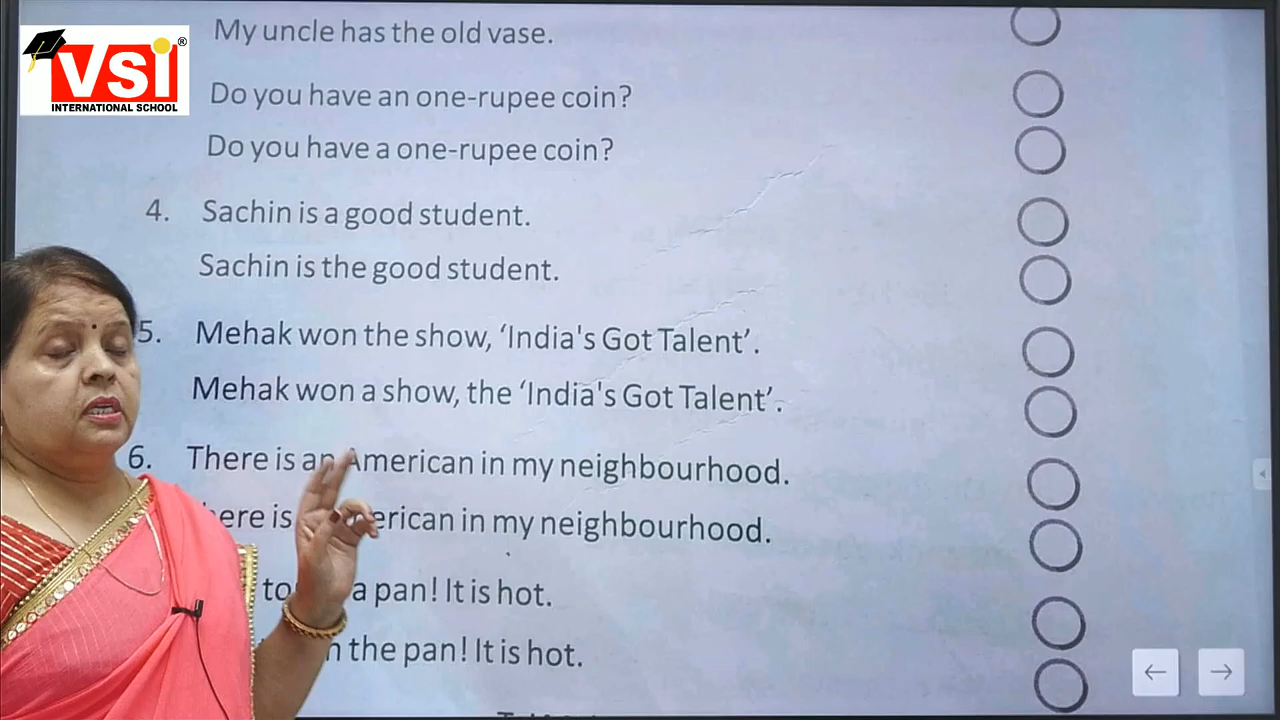 VSI ®
INTERNATIONAL SCHOOL
My uncle has the old vase.
Do you have an one-rupee coin?
Do you have a one-rupee coin?
4. Sachin is a good student.
Sachin is the good student.
5. Mehak won the show, ‘India's Got Talent’.
Mehak won a show, the ‘India's Got Talent’.
6. There is an American in my neighbourhood.
here is erican in my neighbourhood.
to a pan! It is hot.
h the pan! It is hot.